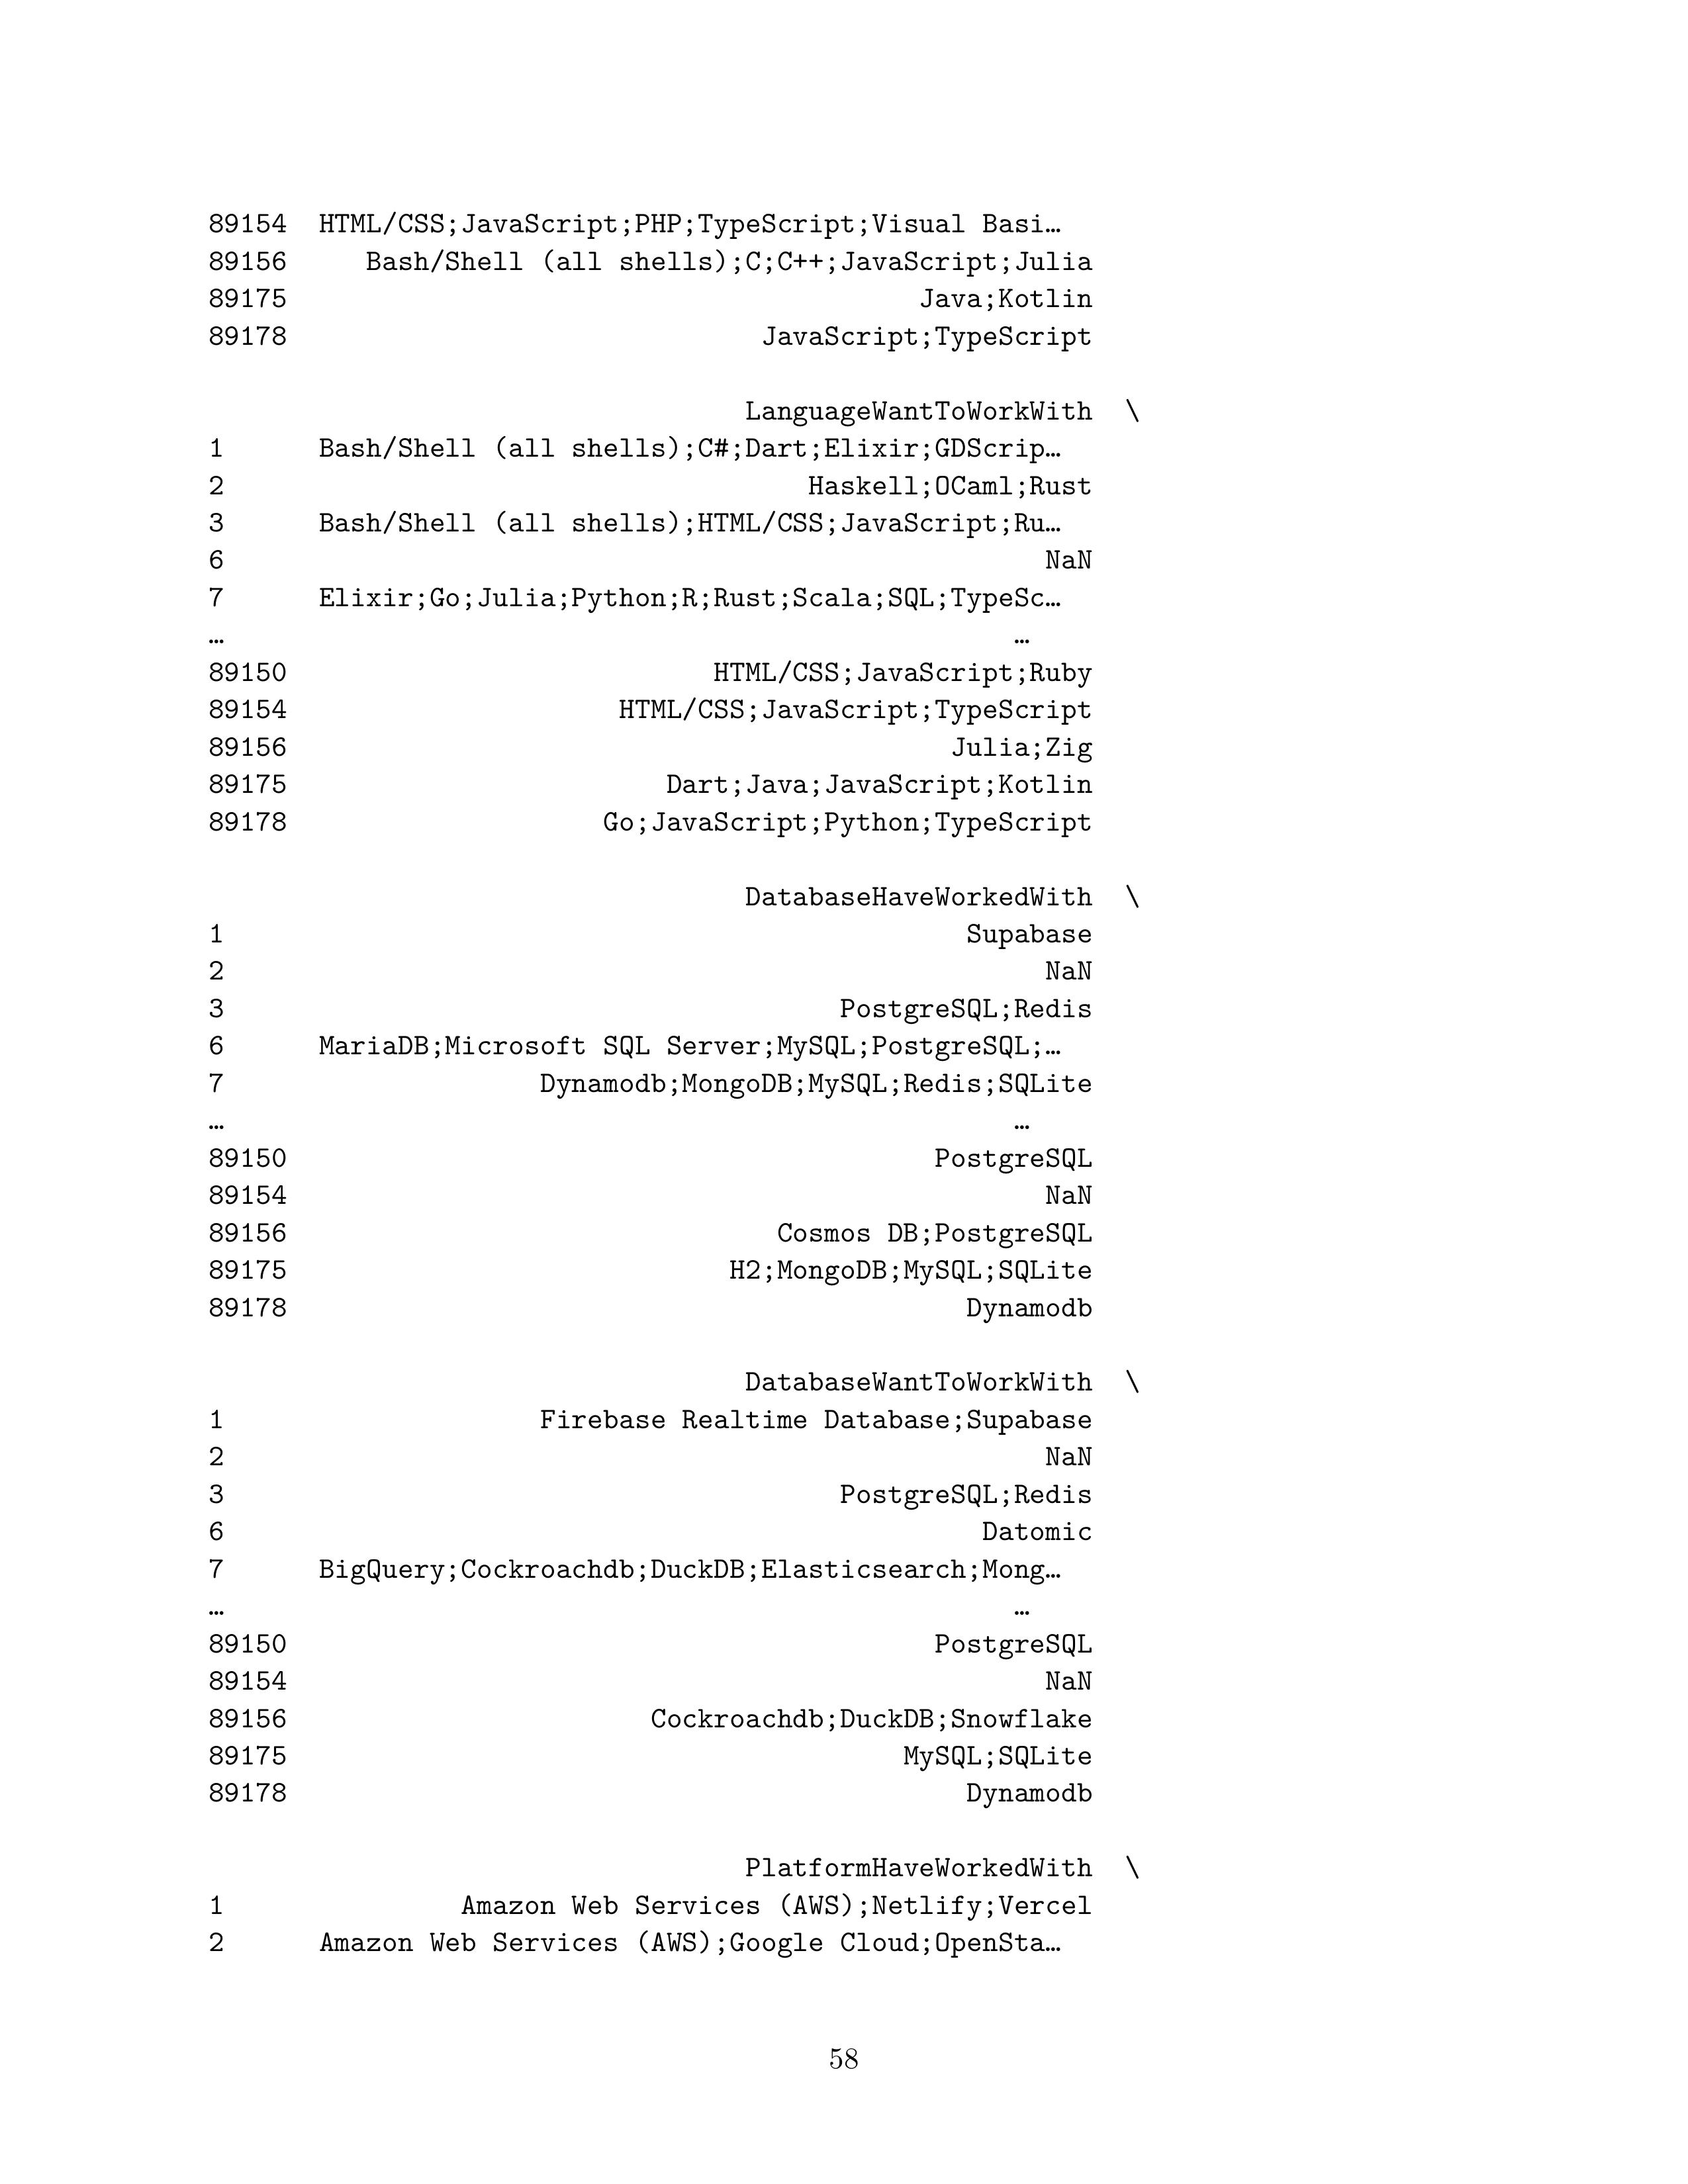 89154  HTML/CSS;JavaScript;PHP;TypeScript;Visual Basi…
89156     Bash/Shell (all shells);C;C++;JavaScript;Julia
89175                                        Java;Kotlin
89178                              JavaScript;TypeScript

                                  LanguageWantToWorkWith  \
1      Bash/Shell (all shells);C#;Dart;Elixir;GDScrip…
2                                     Haskell;OCaml;Rust
3      Bash/Shell (all shells);HTML/CSS;JavaScript;Ru…
6                                                    NaN
7      Elixir;Go;Julia;Python;R;Rust;Scala;SQL;TypeSc…
…                                                  …
89150                           HTML/CSS;JavaScript;Ruby
89154                     HTML/CSS;JavaScript;TypeScript
89156                                          Julia;Zig
89175                        Dart;Java;JavaScript;Kotlin
89178                    Go;JavaScript;Python;TypeScript

                                  DatabaseHaveWorkedWith  \
1                                               Supabase
2                                                    NaN
3                                       PostgreSQL;Redis
6      MariaDB;Microsoft SQL Server;MySQL;PostgreSQL;…
7                    Dynamodb;MongoDB;MySQL;Redis;SQLite
…                                                  …
89150                                         PostgreSQL
89154                                                NaN
89156                               Cosmos DB;PostgreSQL
89175                            H2;MongoDB;MySQL;SQLite
89178                                           Dynamodb

                                  DatabaseWantToWorkWith  \
1                    Firebase Realtime Database;Supabase
2                                                    NaN
3                                       PostgreSQL;Redis
6                                                Datomic
7      BigQuery;Cockroachdb;DuckDB;Elasticsearch;Mong…
…                                                  …
89150                                         PostgreSQL
89154                                                NaN
89156                       Cockroachdb;DuckDB;Snowflake
89175                                       MySQL;SQLite
89178                                           Dynamodb

                                  PlatformHaveWorkedWith  \
1               Amazon Web Services (AWS);Netlify;Vercel
2      Amazon Web Services (AWS);Google Cloud;OpenSta…

58